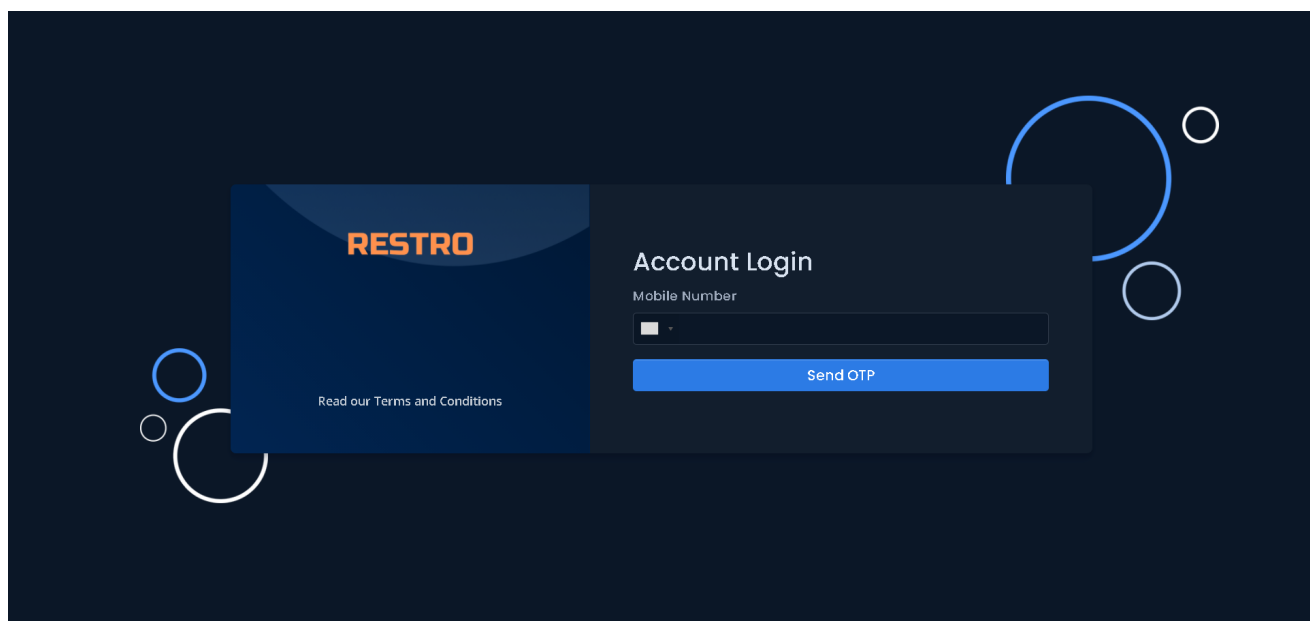 RESTRO
Read our Terms and Conditions
Account Login
Mobile Number
Send OTP